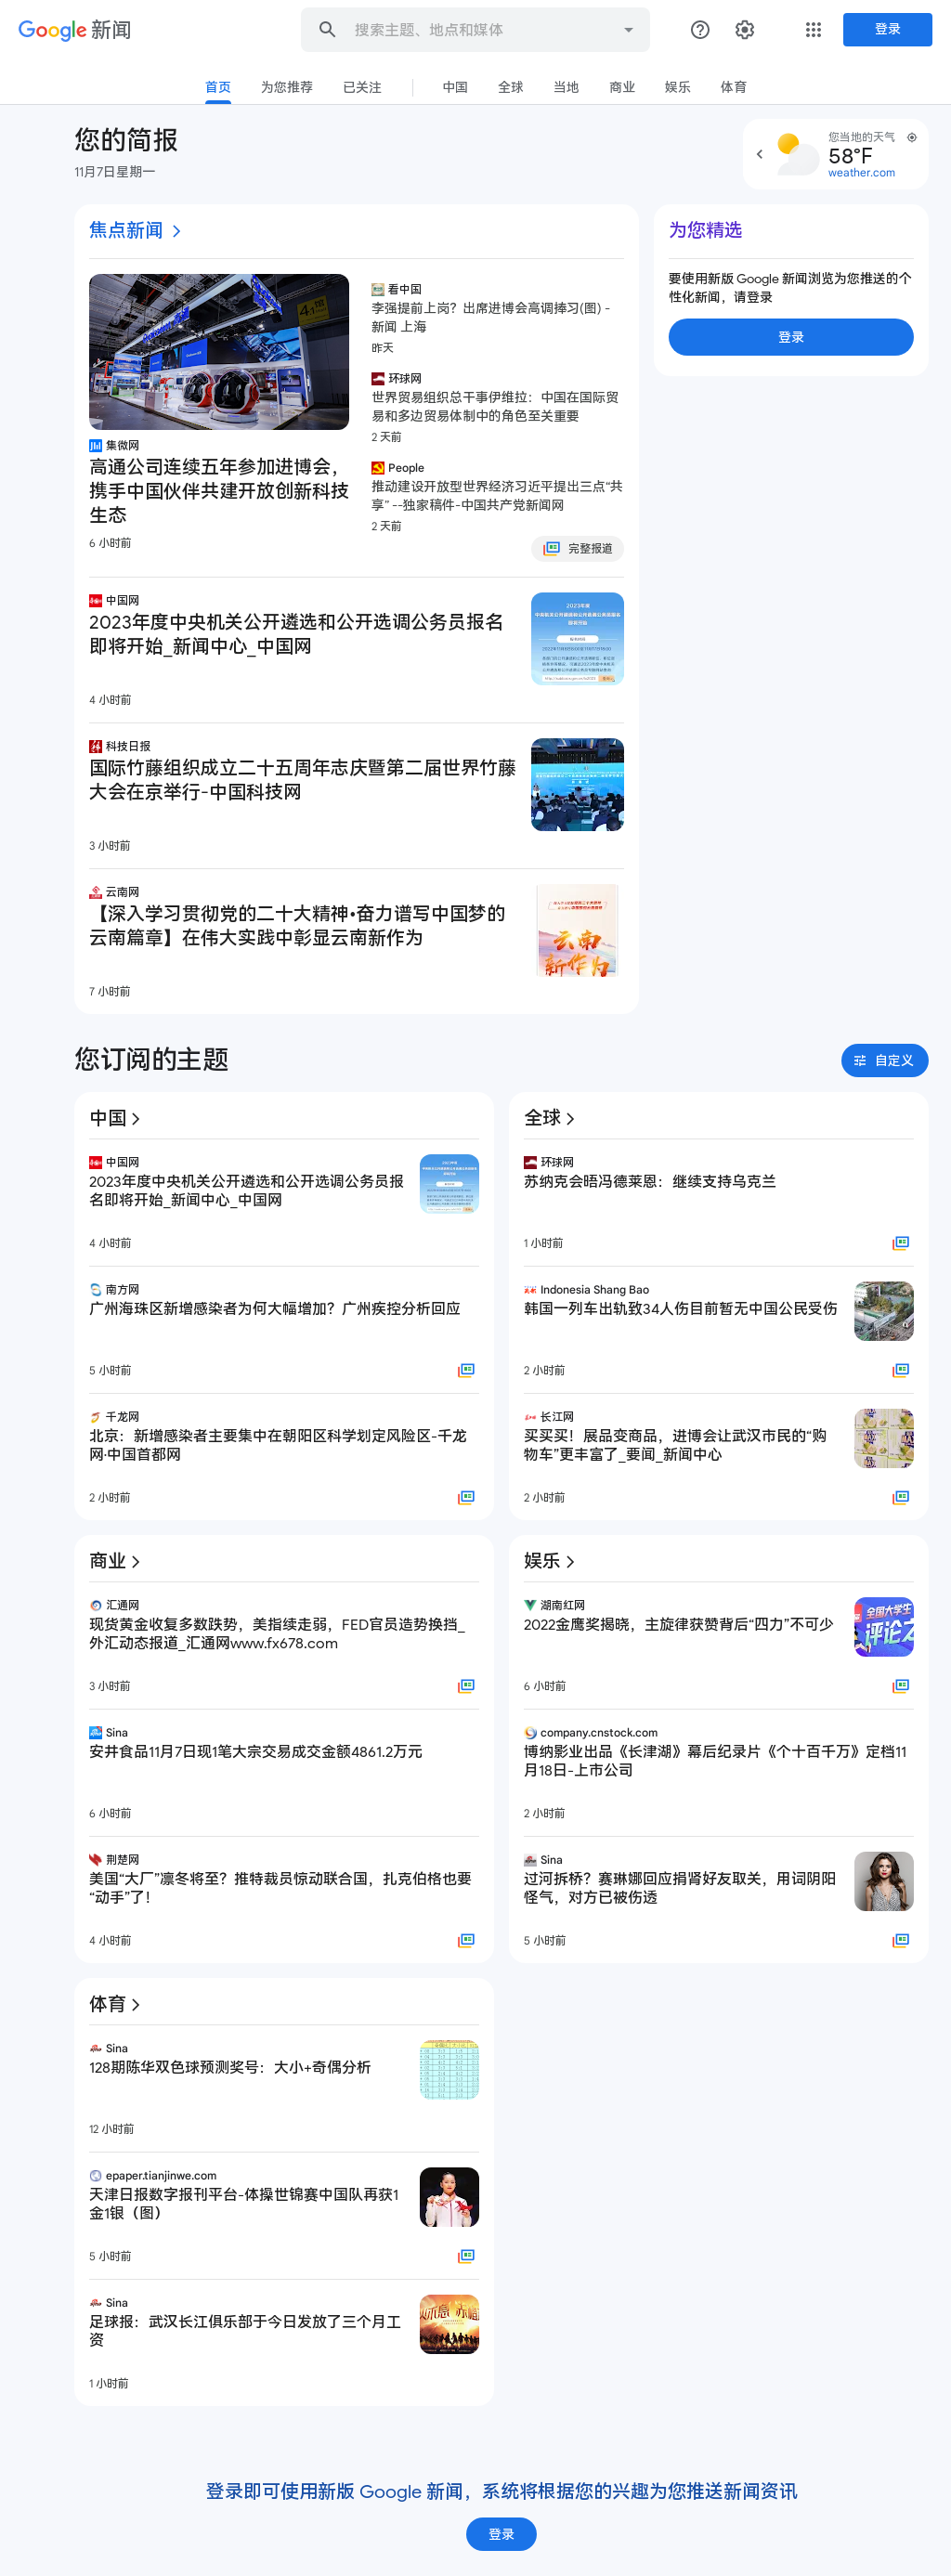 Google 新闻
搜索主题、地点和媒体
登录
首页
为您推荐
已关注
中国
全球
当地
商业
娱乐
体育
您的简报
11月7日星期一
您当地的天气
58°F
weather.com
焦点新闻
集微网
高通公司连续五年参加进博会，
携手中国伙伴共建开放创新科技
生态
6 小时前
看中国
李强提前上岗？出席进博会高调捧习(图) -
新闻 上海
昨天
环球网
世界贸易组织总干事伊维拉：中国在国际贸
易和多边贸易体制中的角色至关重要
2 天前
People
推动建设开放型世界经济习近平提出三点“共
享” --独家稿件-中国共产党新闻网
2 天前
完整报道
中国网
2023年度中央机关公开遴选和公开选调公务员报名
即将开始_新闻中心_中国网
4 小时前
科技日报
国际竹藤组织成立二十五周年志庆暨第二届世界竹藤
大会在京举行-中国科技网
3 小时前
云南网
【深入学习贯彻党的二十大精神•奋力谱写中国梦的
云南篇章】在伟大实践中彰显云南新作为
云南
新作为
7 小时前
为您精选
要使用新版 Google 新闻浏览为您推送的个
性化新闻，请登录
登录
您订阅的主题
自定义
中国
中国网
2023年度中央机关公开遴选和公开选调公务员报
名即将开始_新闻中心_中国网
4 小时前
南方网
广州海珠区新增感染者为何大幅增加？广州疾控分析回应
5 小时前
千龙网
北京：新增感染者主要集中在朝阳区科学划定风险区-千龙
网·中国首都网
2 小时前
全球
环球网
苏纳克会晤冯德莱恩：继续支持乌克兰
1 小时前
Indonesia Shang Bao
韩国一列车出轨致34人伤目前暂无中国公民受伤
2 小时前
长江网
买买买！展品变商品，进博会让武汉市民的“购
物车”更丰富了_要闻_新闻中心
2 小时前
商业
汇通网
现货黄金收复多数跌势，美指续走弱，FED官员造势换挡_
外汇动态报道_汇通网www.fx678.com
3 小时前
Sina
安井食品11月7日现1笔大宗交易成交金额4861.2万元
6 小时前
荆楚网
美国“大厂”凛冬将至？推特裁员惊动联合国，扎克伯格也要
“动手”了！
4 小时前
娱乐
湖南红网
2022金鹰奖揭晓，主旋律获赞背后“四力”不可少
全国大学生
6 小时前
company.cnstock.com
博纳影业出品《长津湖》幕后纪录片《个十百千万》定档11
月18日-上市公司
2 小时前
Sina
过河拆桥？赛琳娜回应捐肾好友取关，用词阴阳
怪气，对方已被伤透
5 小时前
体育
Sina
128期陈华双色球预测奖号：大小+奇偶分析
12 小时前
epaper.tianjinwe.com
天津日报数字报刊平台-体操世锦赛中国队再获1
金1银（图）
5 小时前
Sina
足球报：武汉长江俱乐部于今日发放了三个月工
资
1 小时前
登录即可使用新版 Google 新闻，系统将根据您的兴趣为您推送新闻资讯
登录